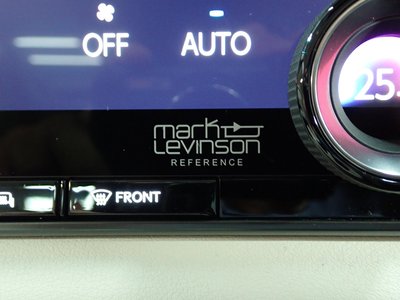 OFF AUTO
25.
mark
Levinson
REFERENCE
FRONT